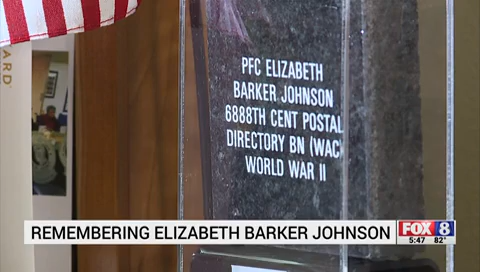 ARD
PFC ELIZABETH
BARKER JOHNSON
6888TH CENT POSTAL
DIRECTORY BN (WAC)
WORLD WAR II
REMEMBERING ELIZABETH BARKER JOHNSON
FOX 8
5:47 82°